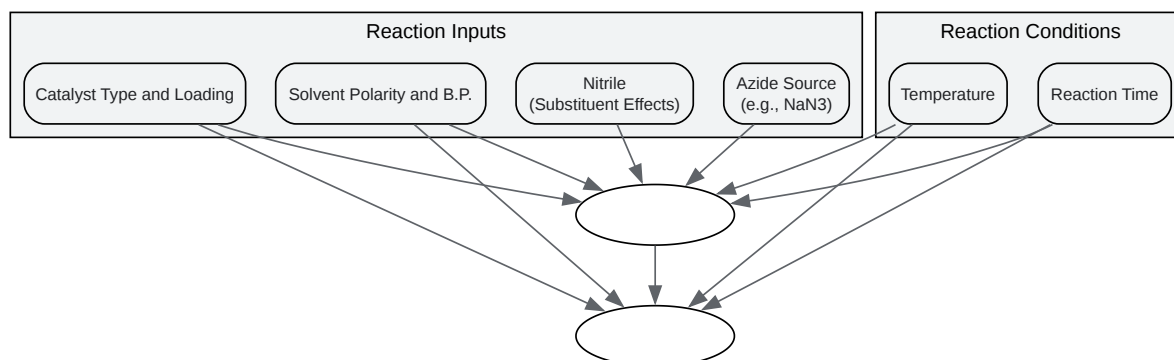 Reaction Inputs
Catalyst Type and Loading
Solvent Polarity and B.P.
Nitrile
(Substituent Effects)
Azide Source
(e.g., NaN3)
Reaction Conditions
Temperature
Reaction Time